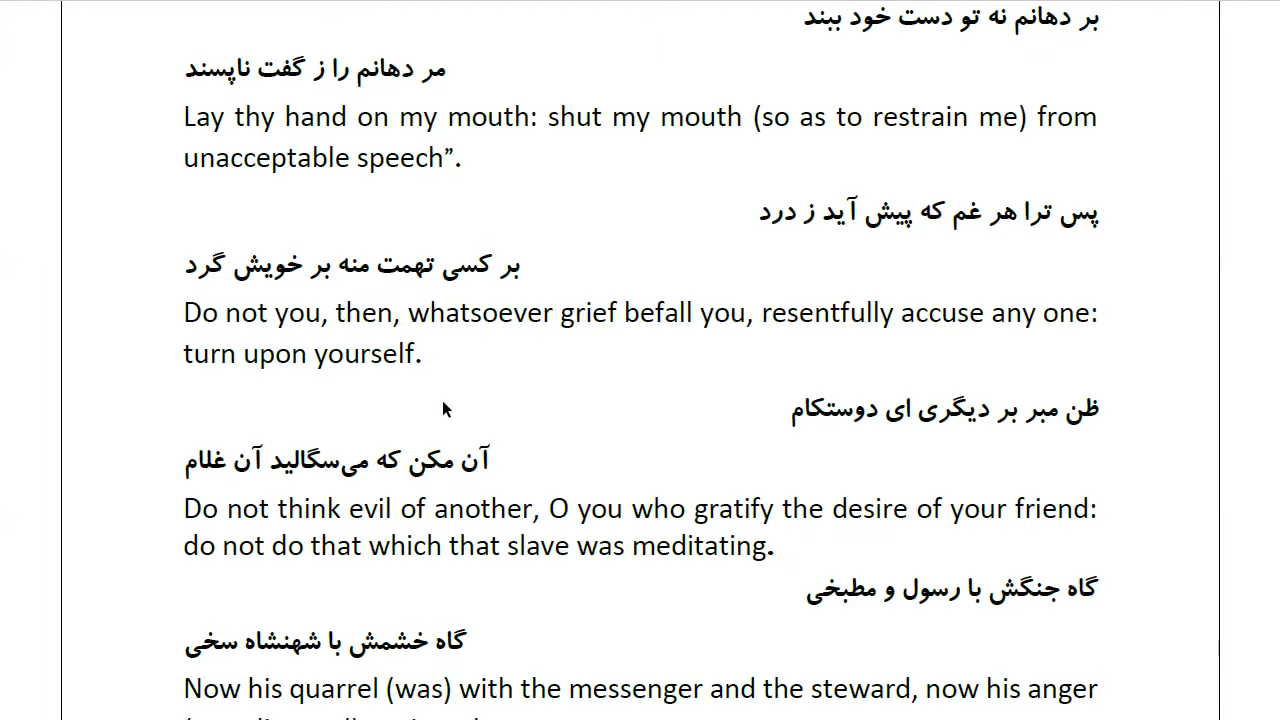 بر دهانم نه تو دست خود ببند
مر دهانم را ز گفت ناپسند
Lay thy hand on my mouth: shut my mouth (so as to restrain me) from
unacceptable speech”.
پس ترا هر غم که پیش آید ز درد
بر کسی تهمت منه بر خویش گرد
Do not you, then, whatsoever grief befall you, resentfully accuse any one:
turn upon yourself.
ظن مبر بر دیگری ای دوستکام
آن مکن که می‌سگالید آن غلام
Do not think evil of another, O you who gratify the desire of your friend:
do not do that which that slave was meditating.
گاه جنگش با رسول و مطبخی
گاه خشمش با شهنشاه سخی
Now his quarrel (was) with the messenger and the steward, now his anger